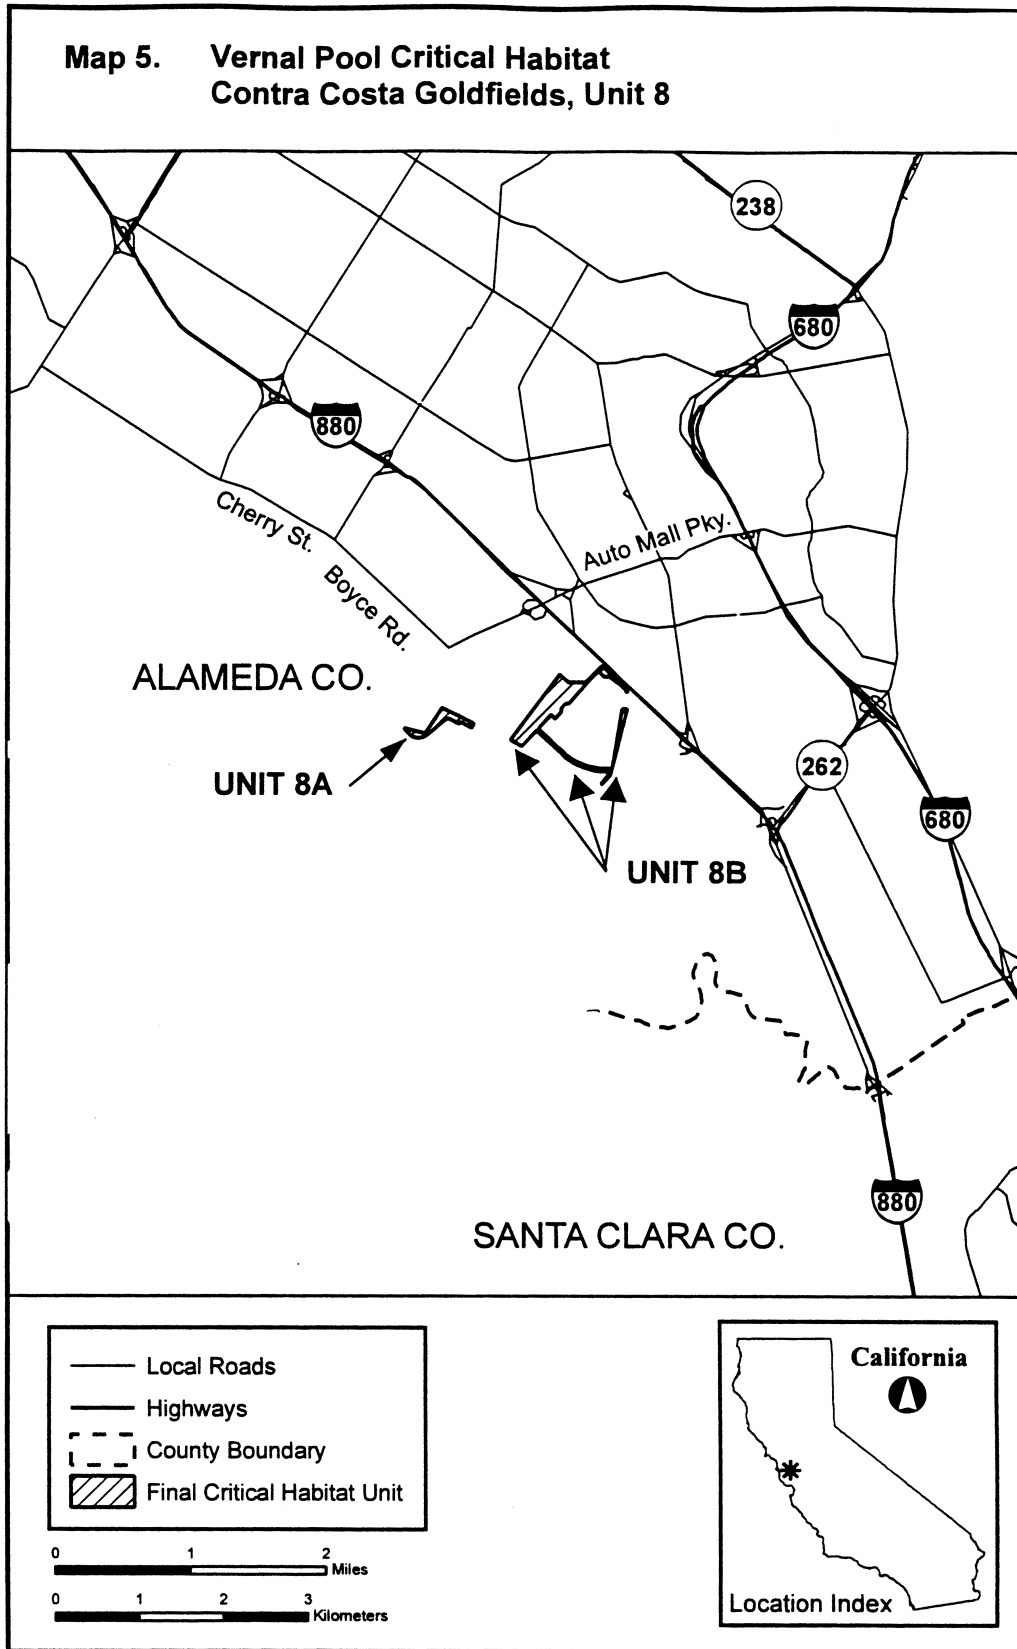 Map 5. Vernal Pool Critical Habitat
Contra Costa Goldfields, Unit 8
238
680
880
Cherry St.
Auto Mall Pky.
Boyce Rd.
ALAMEDA CO.
UNIT 8A
262
680
UNIT 8B
880
SANTA CLARA CO.
Local Roads
Highways
County Boundary
Final Critical Habitat Unit
0 1 2
Miles
0 1 2 3
Kilometers
California
Location Index